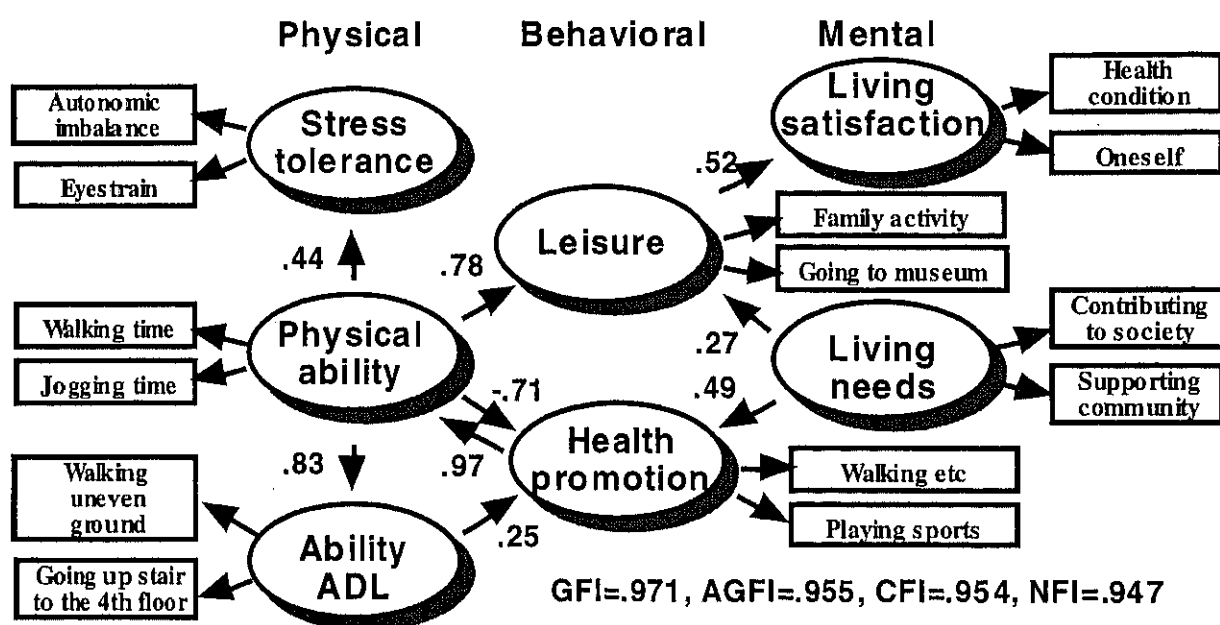 Physical Behavioral Mental
Autonomic
imbalance
Eyestrain
Stress
tolerance
Living
satisfaction
Health
condition
Oneself
.52
Leisure
Family activity
Going to museum
.44
.78
Walking time
Jogging time
Physical
ability
.27
.49
Living
needs
Contributing
to society
Supporting
community
-.71
.97
.83
Health
promotion
Walking etc
Playing sports
Walking
uneven
ground
Going up stair
to the 4th floor
Ability
ADL
.25
GFI=.971, AGFI=.955, CFI=.954, NFI=.947